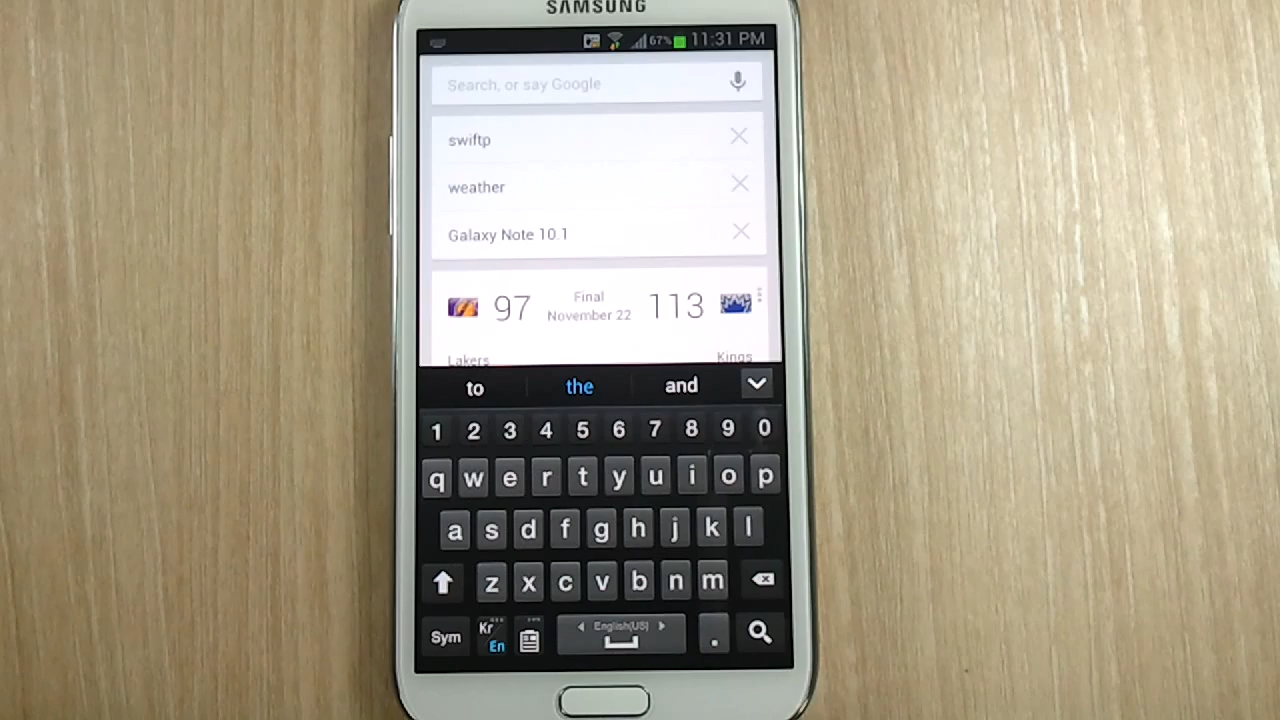 SAMSUNG
67% 11:31 PM
Search, or say Google
swiftp
weather
Galaxy Note 10.1
97 Final November 22 113
Lakers Kings
to the and
1 2 3 4 5 6 7 8 9 0
q w e r t y u i o p
a s d f g h j k l
z x c v b n m
Sym Kr En English(US) .